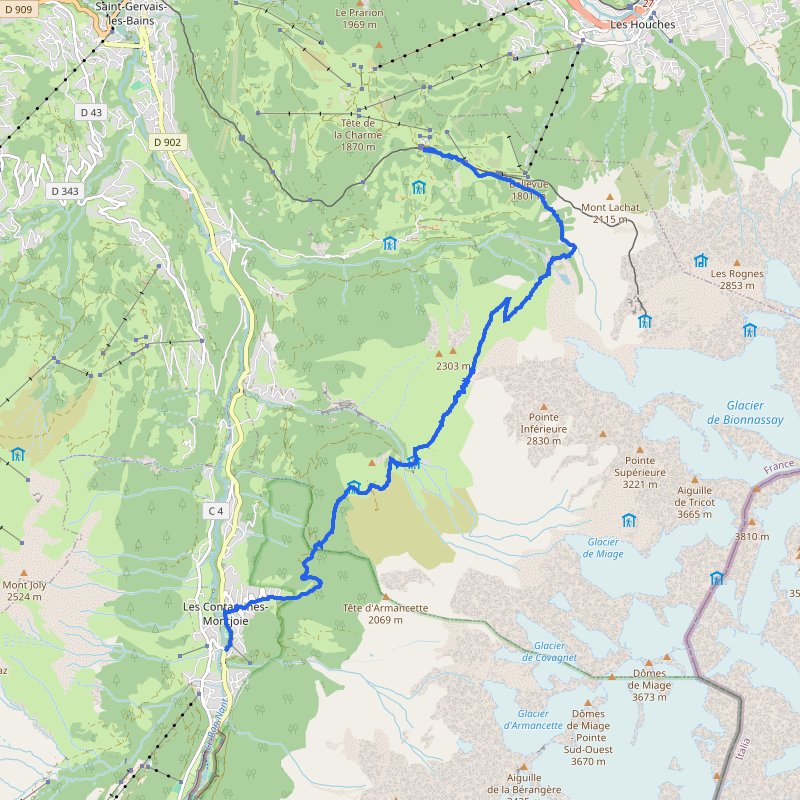 D 909
Saint-Gervais-
les-Bains
Le Prarion
1969 m
27
Les Houches
D 43
Tête de
la Charme
1870 m
D 902
D 343
Bellevue
1801 m
Mont Lachat
2115 m
Les Rognes
2853 m
2303 m
Glacier
de Bionnassay
Pointe
Inférieure
2830 m
Pointe
Supérieure
3221 m
France
Aiguille
de Tricot
3665 m
C 4
3810 m
Glacier
de Miage
Mont Joly
2524 m
Les Contamines-
Montjoie
Tête d'Armancette
2069 m
Glacier
de Covagnet
Dômes
de Miage
3673 m
Glacier
d'Armancette
Dômes
de Miage
- Pointe
Sud-Ouest
3670 m
Italia
Aiguille
de la Bérangère